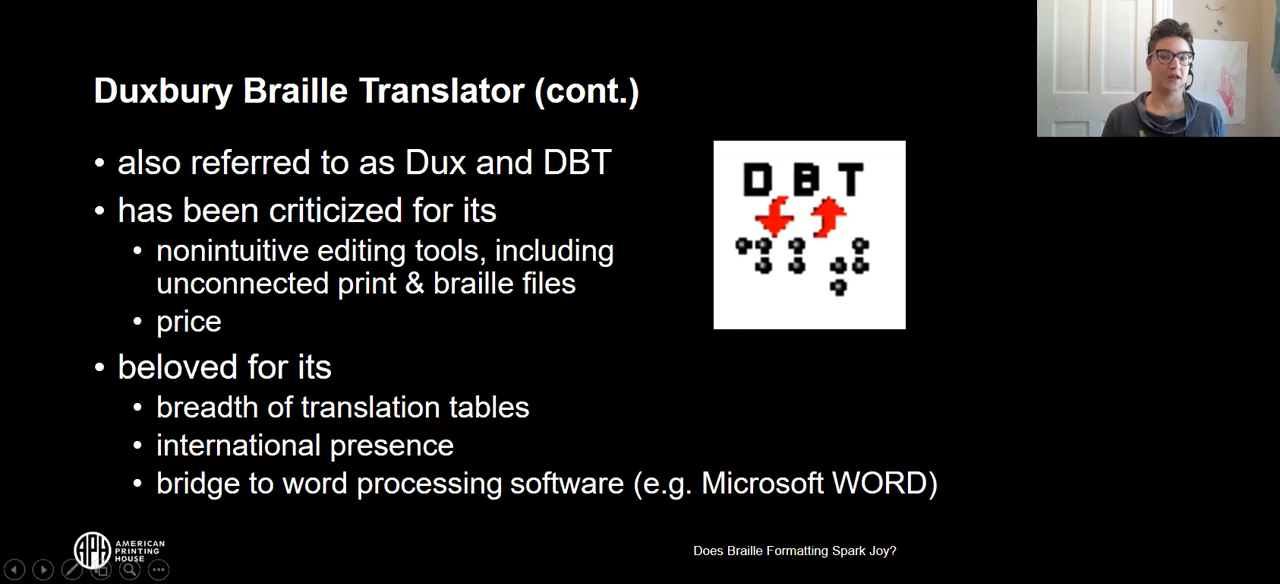 Duxbury Braille Translator (cont.)
• also referred to as Dux and DBT
• has been criticized for its
• nonintuitive editing tools, including
unconnected print & braille files
• price
• beloved for its
• breadth of translation tables
• international presence
• bridge to word processing software (e.g. Microsoft WORD)
DBT
APH AMERICAN
PRINTING
HOUSE
Does Braille Formatting Spark Joy?